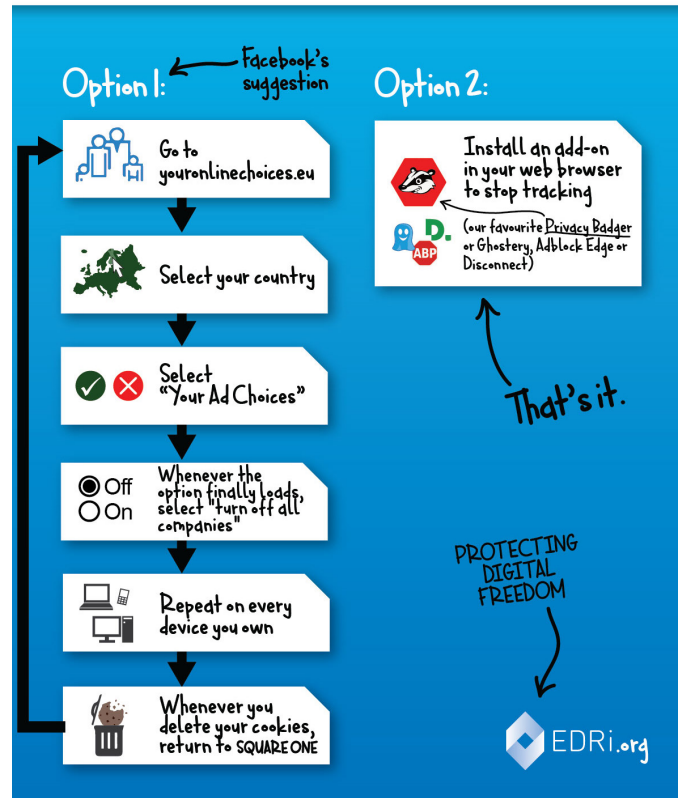 Option 1:
Facebook's
suggestion
Go to
youronlinechoices.eu
Select your country
Select
“Your Ad Choices”
Off
On
Whenever the
option finally loads,
select "turn off all
companies"
Repeat on every
device you own
Whenever you
delete your cookies,
return to SQUARE ONE
Option 2:
Install an add-on
in your web browser
to stop tracking
(our favourite Privacy Badger
or Ghostery, Adblock Edge or
Disconnect)
D.
ABP
That's it.
PROTECTING
DIGITAL
FREEDOM
EDRi.org